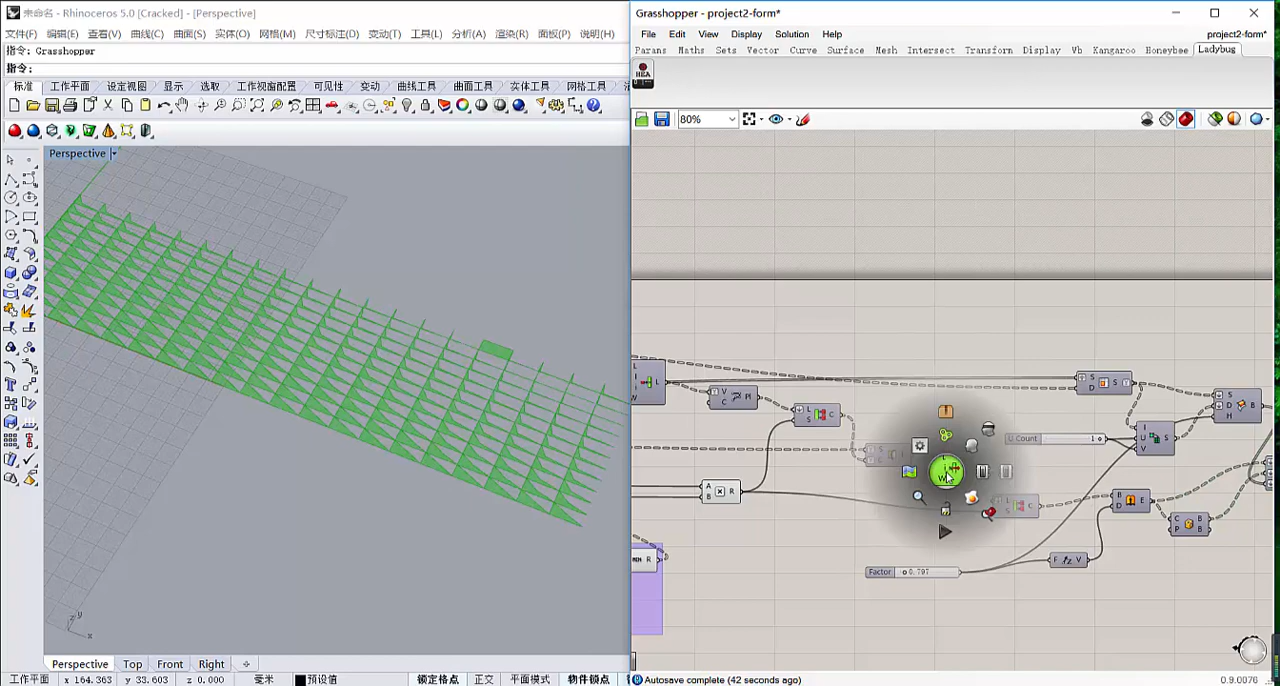 未命名 - Rhinoceros 5.0 [Cracked] - [Perspective]
文件(F) 编辑(E) 查看(V) 曲线(C) 曲面(S) 实体(O) 网格(M) 尺寸标注(D) 变动(T) 工具(L) 分析(A) 渲染(R) 面板(P) 说明(H)
指令: Grasshopper
指令:
标准 工作平面 设定视图 显示 选取 工作视窗配置 可见性 变动 曲线工具 曲面工具 实体工具 网格工具
Perspective
y
z
x
Perspective Top Front Right
工作平面 x 164.363 y 33.603 z 0.000 毫米 预设值 锁定格点 正交 平面模式 物件锁点
Grasshopper - project2-form*
File Edit View Display Solution Help project2-form*
Params Maths Sets Vector Curve Surface Mesh Intersect Transform Display Vb Kangaroo Honeybee Ladybug
HEA
80%
L
W
L
V
C
Pl
L
S
C
S
D
S
S
D
H
B
I
U
V
U Count 1
A
B
R
L
W
C
B
D
E
C
P
B
B
R
Factor 0.797
F
V
Autosave complete (42 seconds ago)
0.9.0076